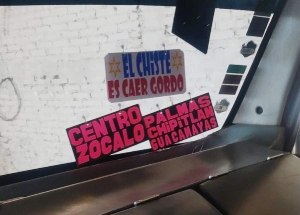 EL CHISTE
ES CAER GORDO
CENTRO
ZOCALO
PALMAS
CHIPITLAN
GUACAMAYAS